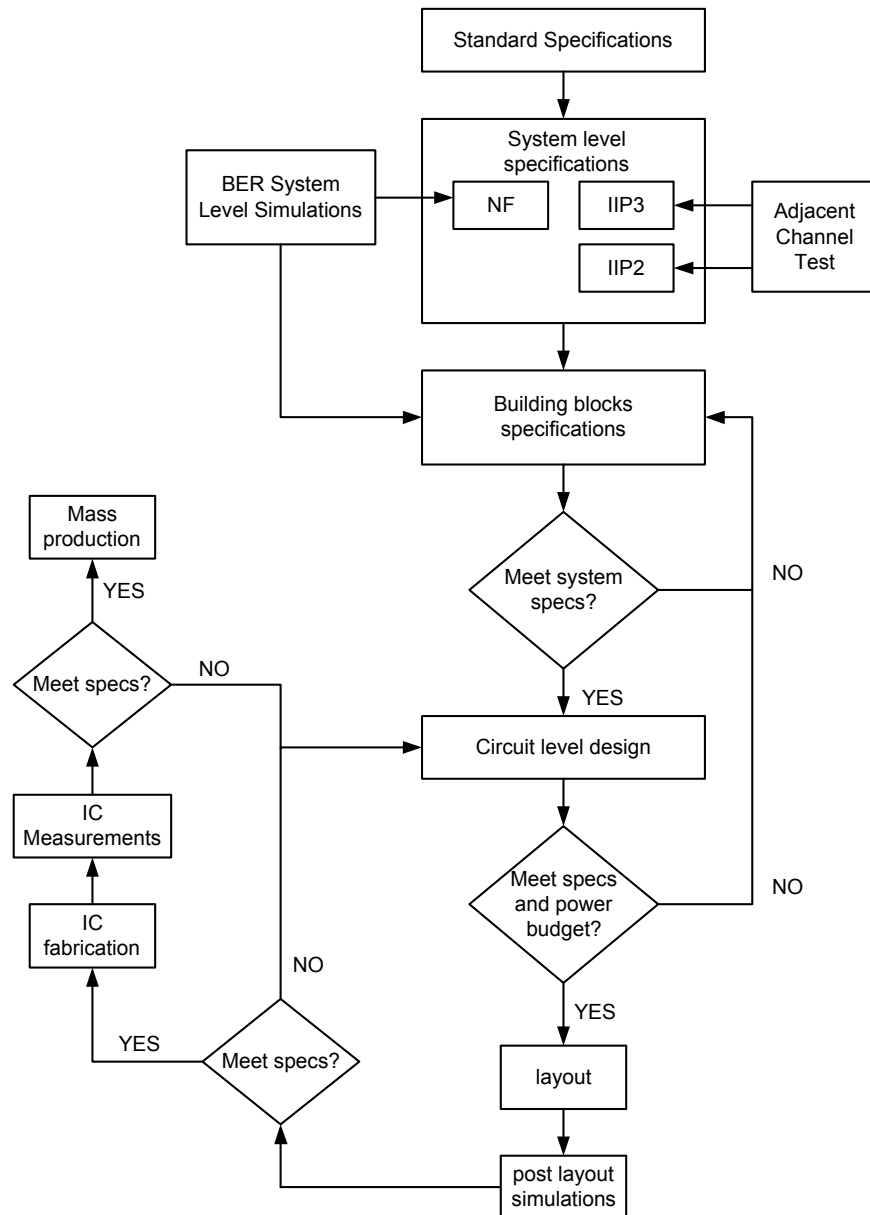 Standard Specifications
System level
specifications
BER System
Level Simulations
NF
IIP3
IIP2
Adjacent
Channel
Test
Building blocks
specifications
Meet system
specs?
NO
YES
Circuit level design
Meet specs
and power
budget?
NO
YES
layout
post layout
simulations
Meet specs?
NO
YES
IC
fabrication
IC
Measurements
Meet specs?
NO
YES
Mass
production